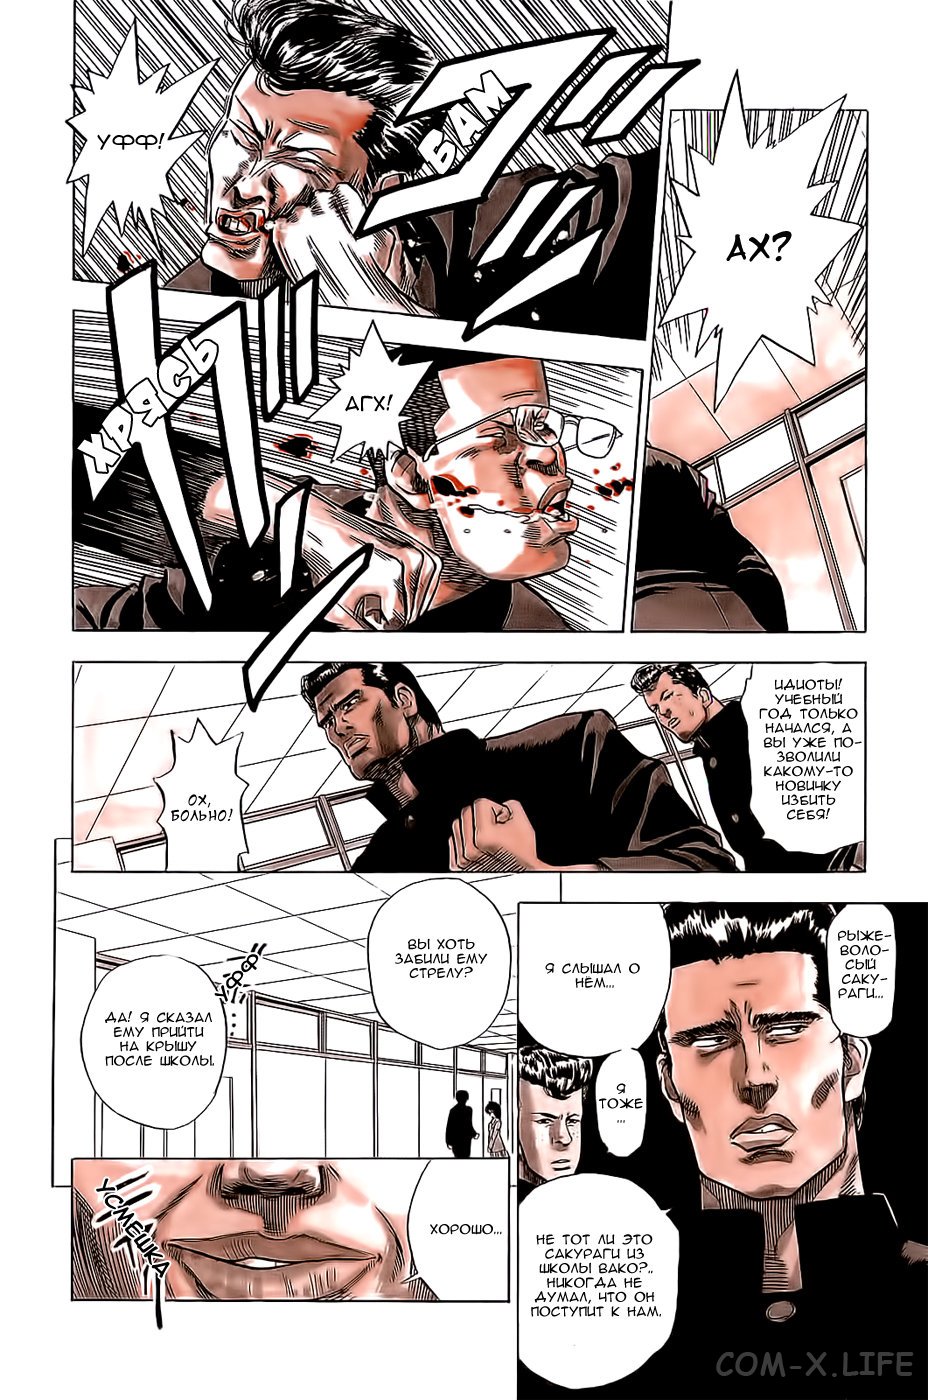 АХ?
БАМ
УФФ!
ХРЯСЬ
АГХ!
ИДИОТЫ!
УЧЕБНЫЙ
ГОД ТОЛЬКО
НАЧАЛСЯ, А
ВЫ УЖЕ ПО-
ЗВОЛИЛИ
КАКОМУ-ТО
НОВИЧКУ
ИЗБИТЬ
СЕБЯ!
ОХ,
БОЛЬНО!
РЫЖЕ-
ВОЛО-
СЫЙ
САКУ-
РАГИ...
Я СЛЫШАЛ О
НЁМ...
Я
ТОЖЕ
...
НЕ ТОТ ЛИ ЭТО
САКУРАГИ ИЗ
ШКОЛЫ ВАКО?..
НИКОГДА НЕ
ДУМАЛ, ЧТО ОН
ПОСТУПИТ К НАМ.
ВЫ ХОТЬ
ЗАБИЛИ ЕМУ
СТРЕЛУ?
УФФ!
ДА! Я СКАЗАЛ
ЕМУ ПРИЙТИ
НА КРЫШУ
ПОСЛЕ ШКОЛЫ.
ХОРОШО...
УСМЕШКА
COM-X.LIFE